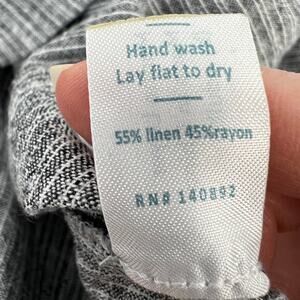 Hand wash
Lay flat to dry
55% linen 45%rayon
RN# 140892